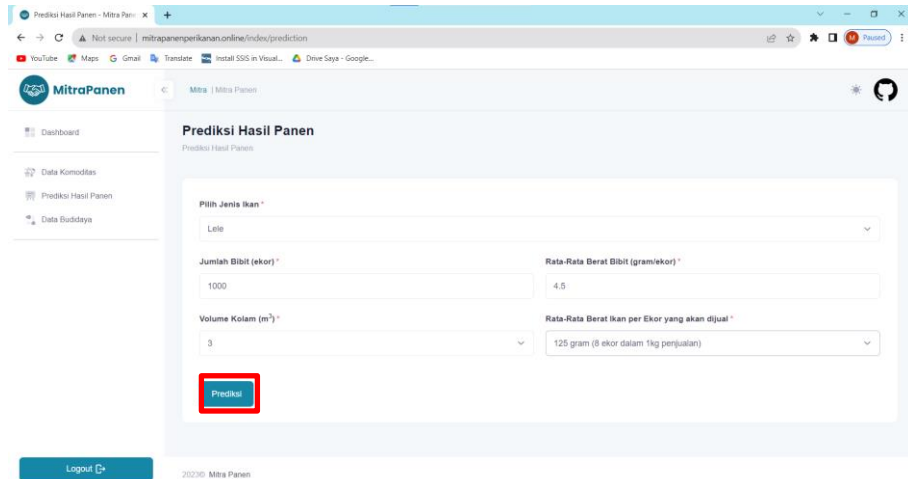 Prediksi Hasil Panen - Mitra Pane
Not secure | mitrapanenperikanan.online/index/prediction
M Paused
YouTube Maps G Gmail Translate Install SSIS in Visual... Drive Saya - Google...
MitraPanen
Mitra | Mitra Panen
Dashboard
Data Komoditas
Prediksi Hasil Panen
Data Budidaya
Logout
Prediksi Hasil Panen
Prediksi Hasil Panen
Pilih Jenis Ikan *
Lele
Jumlah Bibit (ekor) *
1000
Rata-Rata Berat Bibit (gram/ekor) *
4.5
Volume Kolam (m³) *
3
Rata-Rata Berat Ikan per Ekor yang akan dijual *
125 gram (8 ekor dalam 1kg penjualan)
Prediksi
2023© Mitra Panen